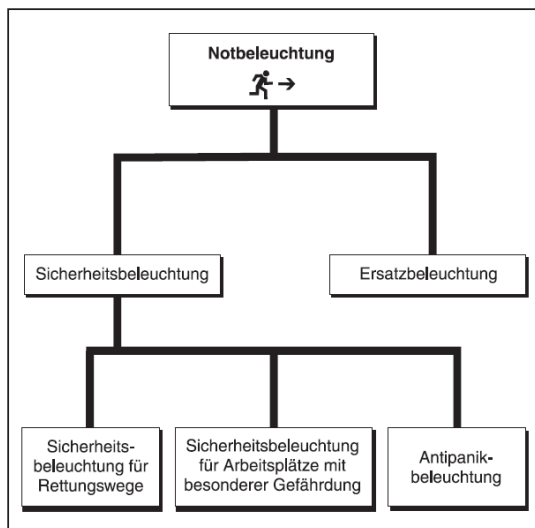 Notbeleuchtung
Sicherheitsbeleuchtung
Ersatzbeleuchtung
Sicherheits-
beleuchtung für
Rettungswege
Sicherheitsbeleuchtung
für Arbeitsplätze mit
besonderer Gefährdung
Antipanik-
beleuchtung